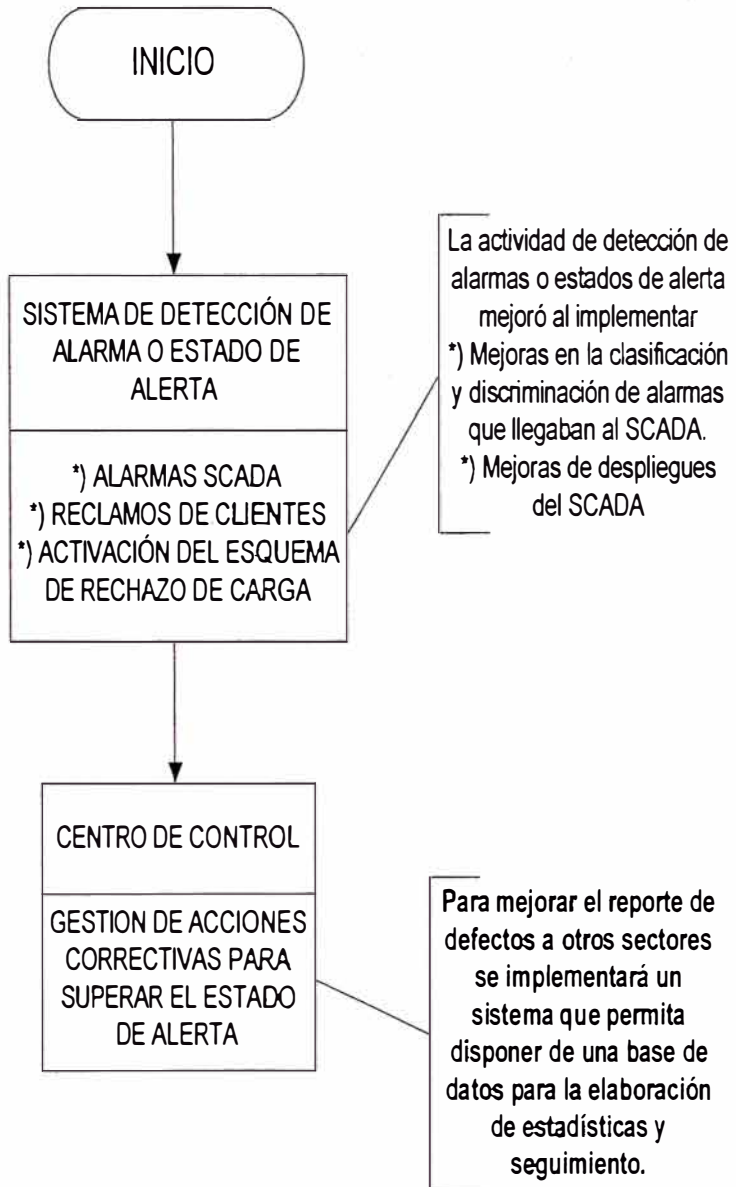 INICIO
SISTEMA DE DETECCIÓN DE
ALARMA O ESTADO DE
ALERTA
*) ALARMAS SCADA
*) RECLAMOS DE CLIENTES
*) ACTIVACIÓN DEL ESQUEMA
DE RECHAZO DE CARGA
La actividad de detección de
alarmas o estados de alerta
mejoró al implementar
*) Mejoras en la clasificación
y discriminación de alarmas
que llegaban al SCADA.
*) Mejoras de despliegues
del SCADA
CENTRO DE CONTROL
GESTION DE ACCIONES
CORRECTIVAS PARA
SUPERAR EL ESTADO
DE ALERTA
Para mejorar el reporte de
defectos a otros sectores
se implementará un
sistema que permita
disponer de una base de
datos para la elaboración
de estadísticas y
seguimiento.